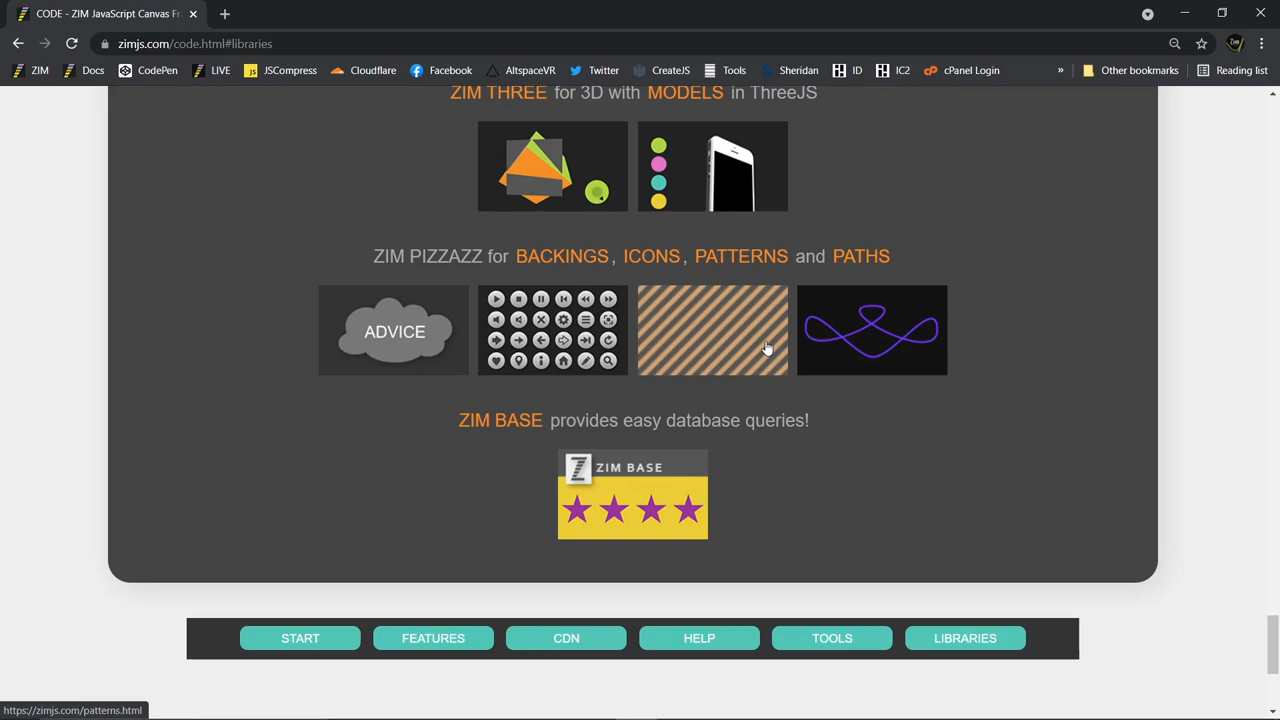 CODE - ZIM JavaScript Canvas Fr
zimjs.com/code.html#libraries
ZIM Docs CodePen LIVE JSCompress Cloudflare Facebook AltspaceVR Twitter CreateJS Tools Sheridan ID IC2 cPanel Login » Other bookmarks Reading list
ZIM THREE for 3D with MODELS in ThreeJS
ZIM PIZZAZZ for BACKINGS, ICONS, PATTERNS and PATHS
ADVICE
ZIM BASE provides easy database queries!
Z ZIM BASE
START FEATURES CDN HELP TOOLS LIBRARIES
https://zimjs.com/patterns.html